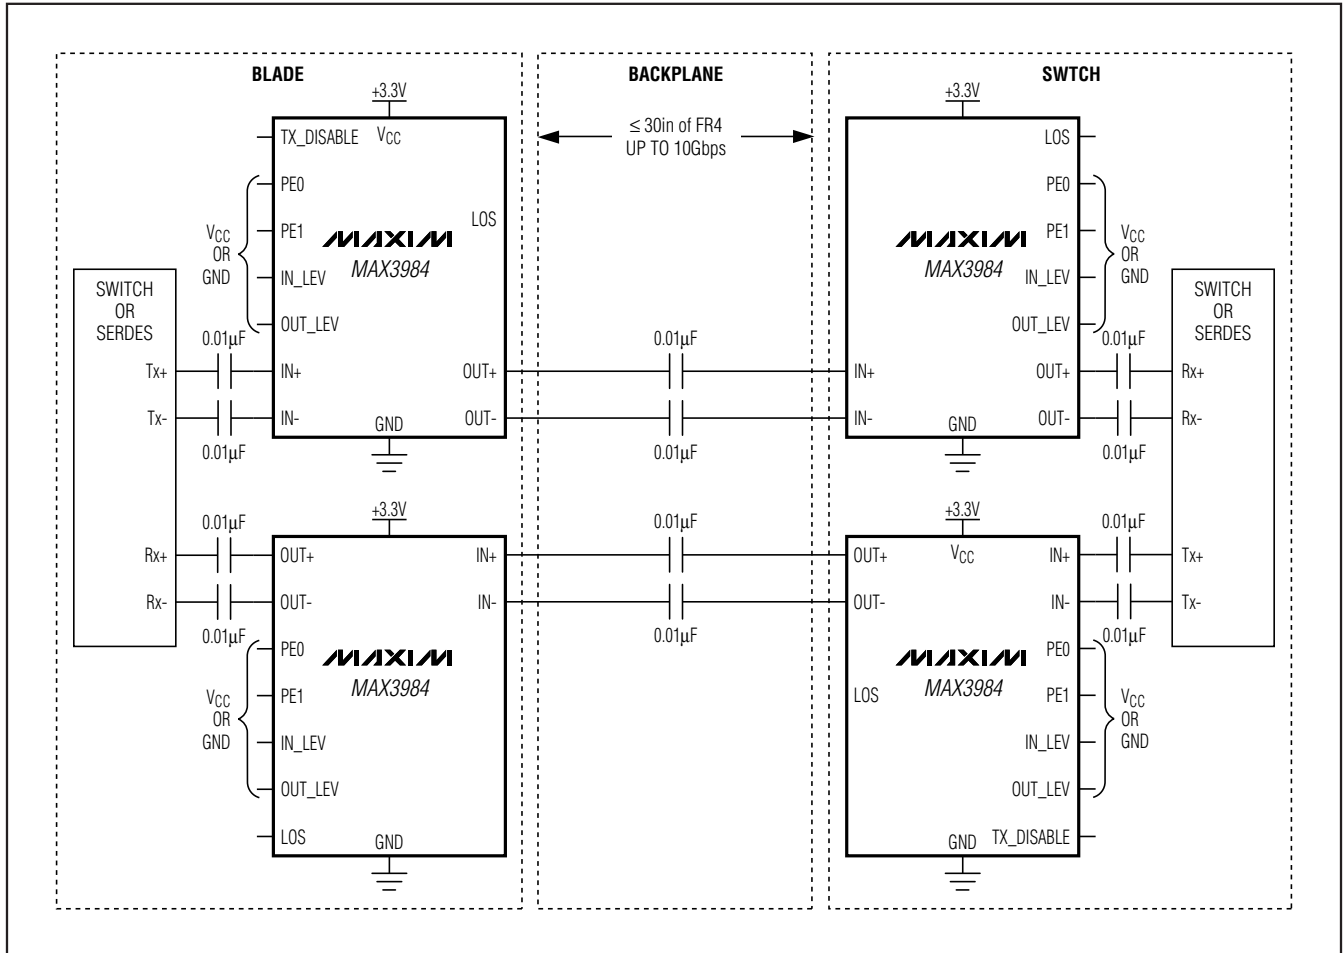 BLADE
BACKPLANE
SWTCH
+3.3V
+3.3V
≤ 30in of FR4
UP TO 10Gbps
TX_DISABLE
VCC
LOS
PE0
PE0
LOS
PE1
MAXIM
MAX3984
VCC
OR
GND
IN_LEV
OUT_LEV
MAXIM
MAX3984
PE1
IN_LEV
OUT_LEV
VCC
OR
GND
SWITCH
OR
SERDES
SWITCH
OR
SERDES
0.01µF
0.01µF
0.01µF
Tx+
IN+
OUT+
IN+
OUT+
Rx+
Tx-
IN-
OUT-
IN-
OUT-
Rx-
GND
GND
0.01µF
0.01µF
0.01µF
+3.3V
+3.3V
0.01µF
0.01µF
0.01µF
Rx+
OUT+
IN+
OUT+
VCC
IN+
Tx+
Rx-
OUT-
IN-
OUT-
IN-
Tx-
0.01µF
0.01µF
0.01µF
PE0
PE0
MAXIM
MAX3984
MAXIM
MAX3984
VCC
OR
GND
PE1
LOS
PE1
VCC
OR
GND
IN_LEV
IN_LEV
OUT_LEV
OUT_LEV
LOS
GND
GND
TX_DISABLE